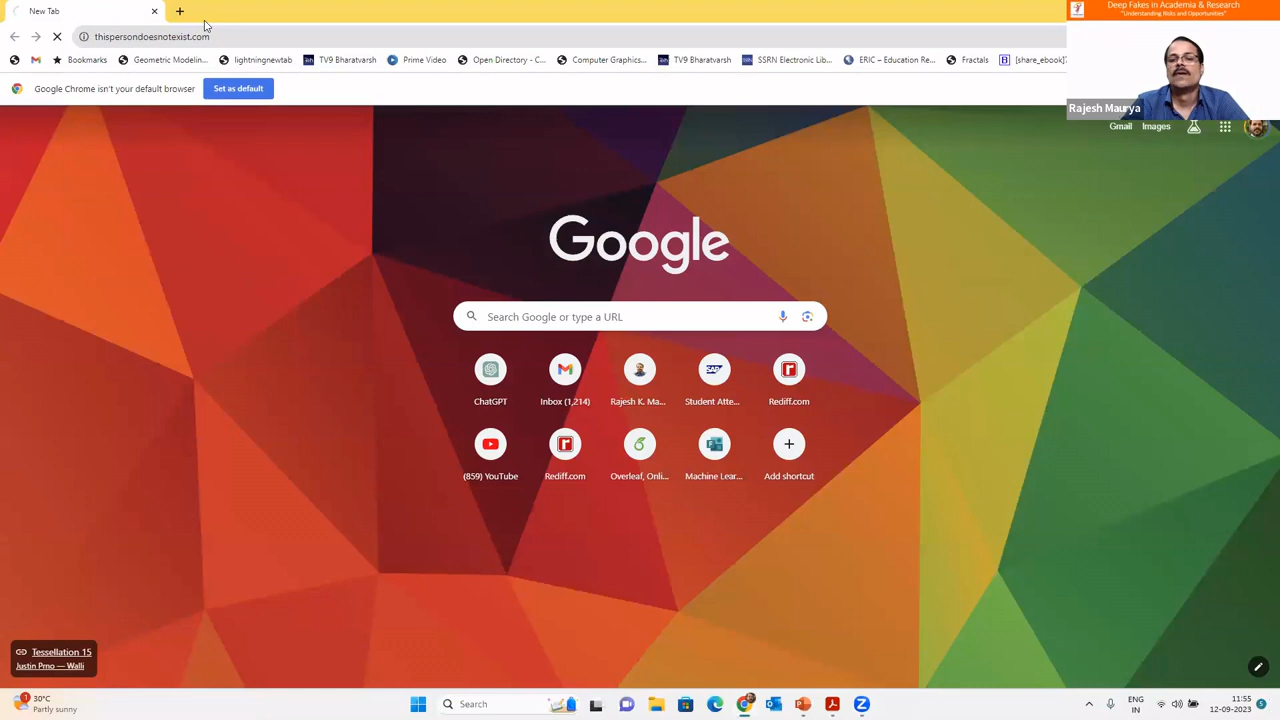 New Tab
Deep Fakes in Academia & Research
"Understanding Risks and Opportunities"
thispersondoesnotexist.com
Bookmarks
Geometric Modelin...
lightningnewtab
TV9 Bharatvarsh
Prime Video
Open Directory - C...
Computer Graphics...
TV9 Bharatvarsh
SSRN Electronic Lib...
ERIC – Education Re...
Fractals
[share_ebook]
Google Chrome isn't your default browser
Set as default
Rajesh Maurya
Gmail
Images
Google
Search Google or type a URL
ChatGPT
Inbox (1,214)
Rajesh K. Ma...
Student Atte...
Rediff.com
(859) YouTube
Rediff.com
Overleaf, Onli...
Machine Lear...
Add shortcut
Tessellation 15
Justin Prno — Walli
1
30°C
Partly sunny
Search
ENG
IN
11:55
12-09-2023
5